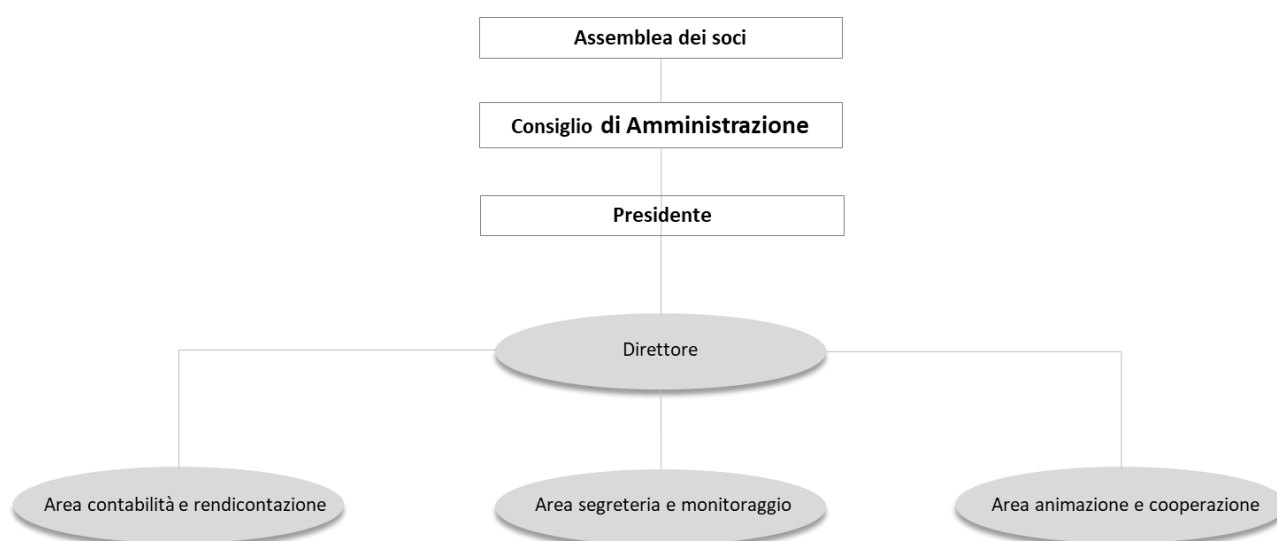 Assemblea dei soci
Consiglio di Amministrazione
Presidente
Direttore
Area contabilità e rendicontazione
Area segreteria e monitoraggio
Area animazione e cooperazione